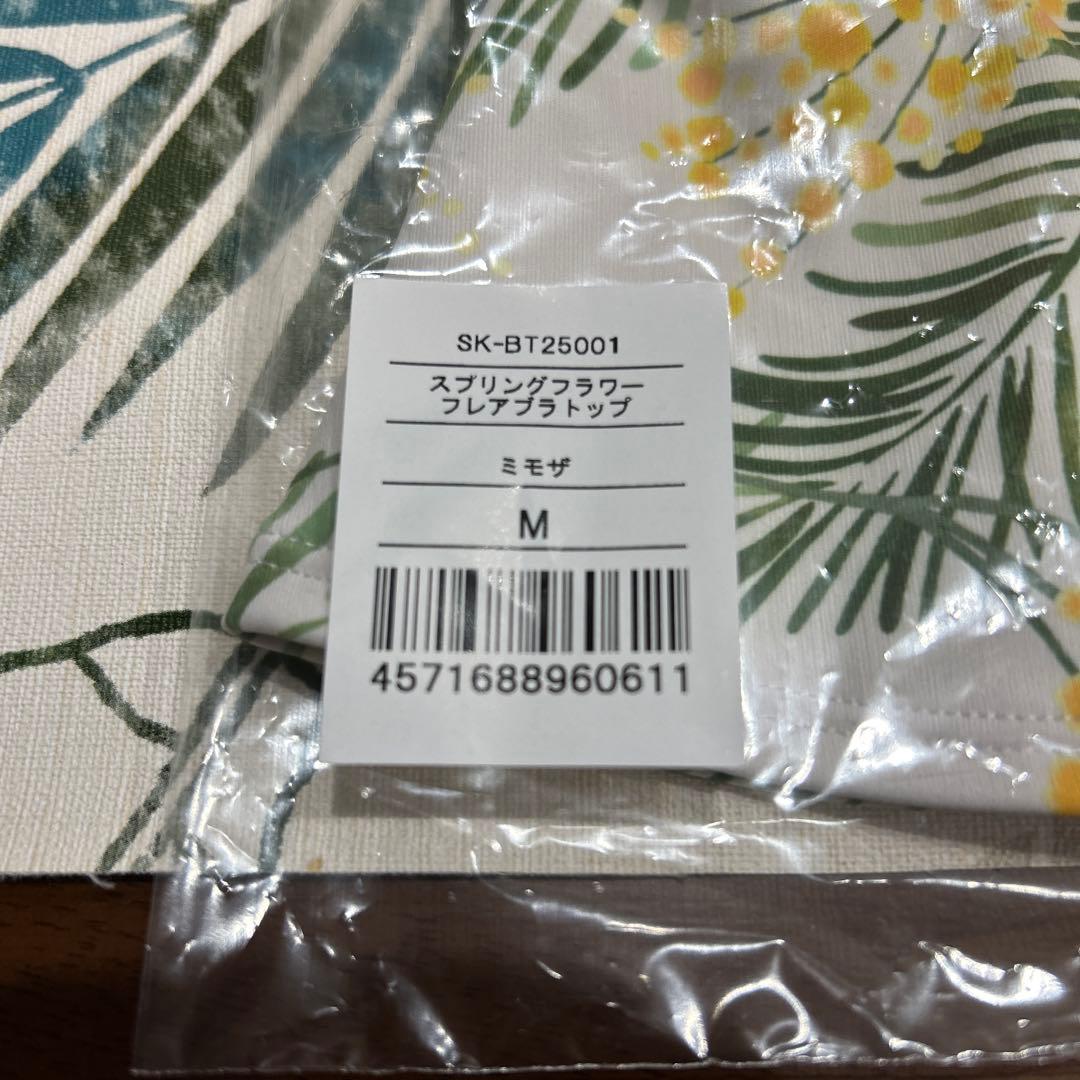 SK-BT25001
スプリングフラワー
フレアブラトップ
ミモザ
M
4571688960611